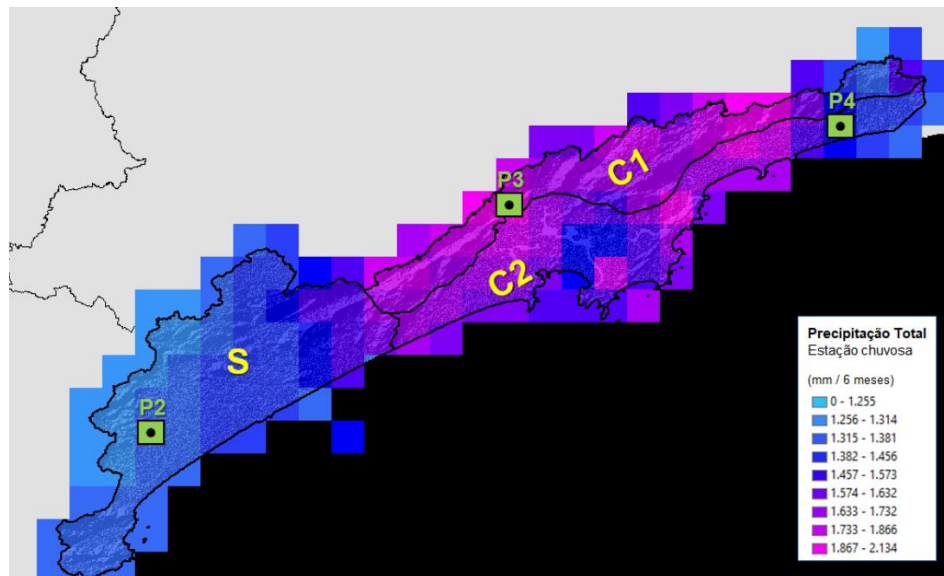 P4
C1
P3
C2
S
P2
Precipitação Total
Estação chuvosa
(mm / 6 meses)
0 - 1.255
1.256 - 1.314
1.315 - 1.381
1.382 - 1.456
1.457 - 1.573
1.574 - 1.632
1.633 - 1.732
1.733 - 1.866
1.867 - 2.134